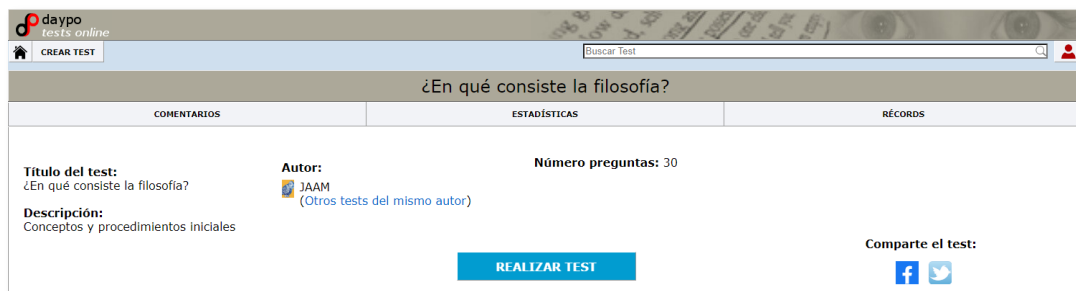 daypo
tests online
CREAR TEST
Buscar Test
¿En qué consiste la filosofía?
COMENTARIOS
ESTADÍSTICAS
RÉCORDS
Título del test:
¿En qué consiste la filosofía?
Descripción:
Conceptos y procedimientos iniciales
Autor:
JAAM
(Otros tests del mismo autor)
Número preguntas: 30
REALIZAR TEST
Comparte el test: